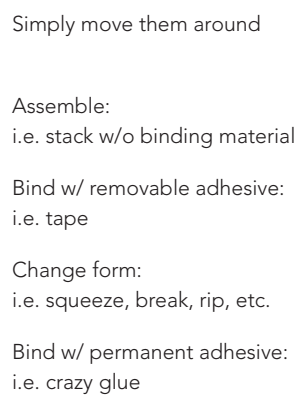 Simply move them around
Assemble:
i.e. stack w/o binding material
Bind w/ removable adhesive:
i.e. tape
Change form:
i.e. squeeze, break, rip, etc.
Bind w/ permanent adhesive:
i.e. crazy glue